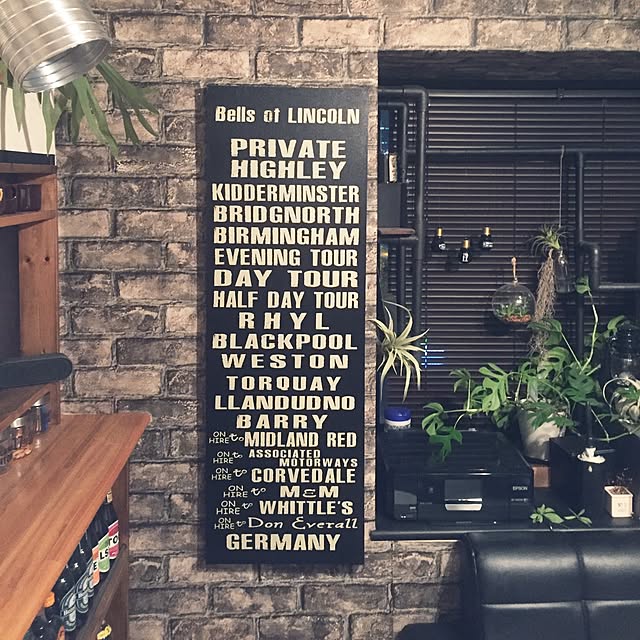 Bells of LINCOLN
PRIVATE
HIGHLEY
KIDDERMINSTER
BRIDGNORTH
BIRMINGHAM
EVENING TOUR
DAY TOUR
HALF DAY TOUR
RHYL
BLACKPOOL
WESTON
TORQUAY
LLANDUDNO
BARRY
ON HIRE to MIDLAND RED
ON HIRE to ASSOCIATED MOTORWAYS
ON HIRE to CORVEDALE
ON HIRE to M&M
ON HIRE to WHITTLE'S
ON HIRE to Don Everall
GERMANY
EPSON